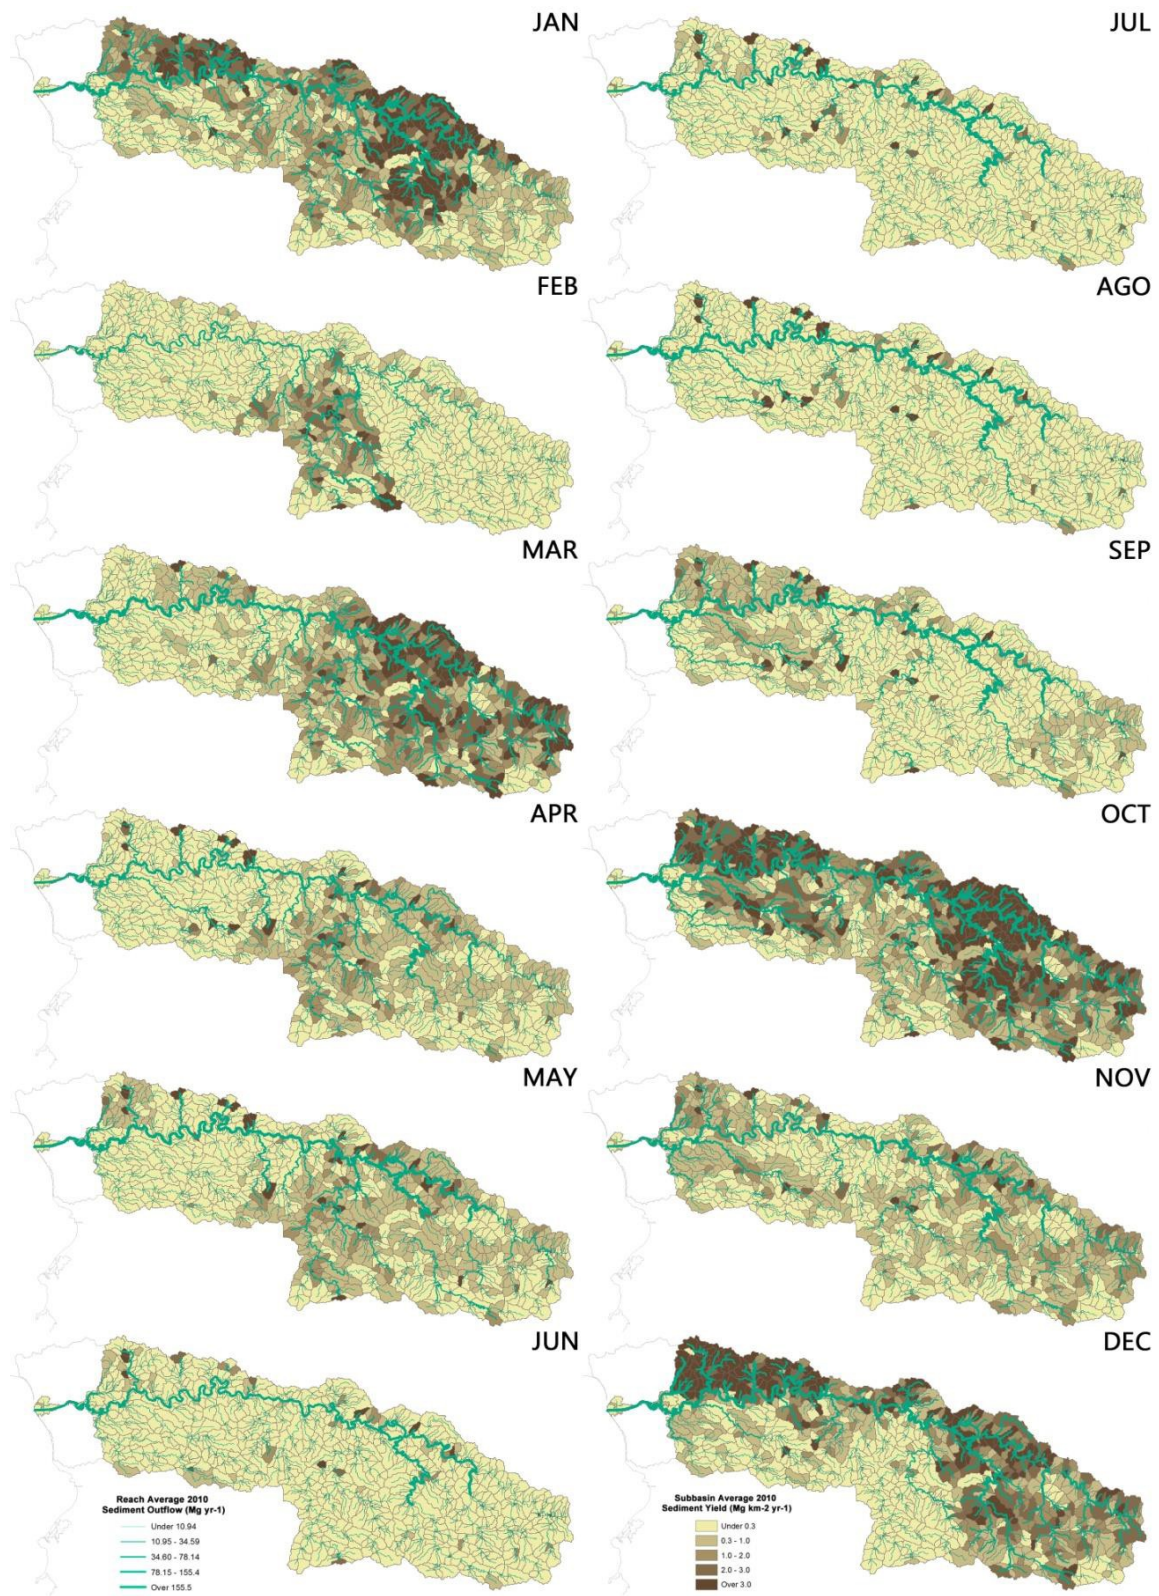 JAN
JUL
FEB
AGO
MAR
SEP
APR
OCT
MAY
NOV
JUN
DEC
Reach Average 2010
Sediment Outflow (Mg yr-1)
Under 10.94
10.95 - 34.59
34.60 - 78.14
78.15 - 155.4
Over 155.5
Subbasin Average 2010
Sediment Yield (Mg km-2 yr-1)
Under 0.3
0.3 - 1.0
1.0 - 2.0
2.0 - 3.0
Over 3.0